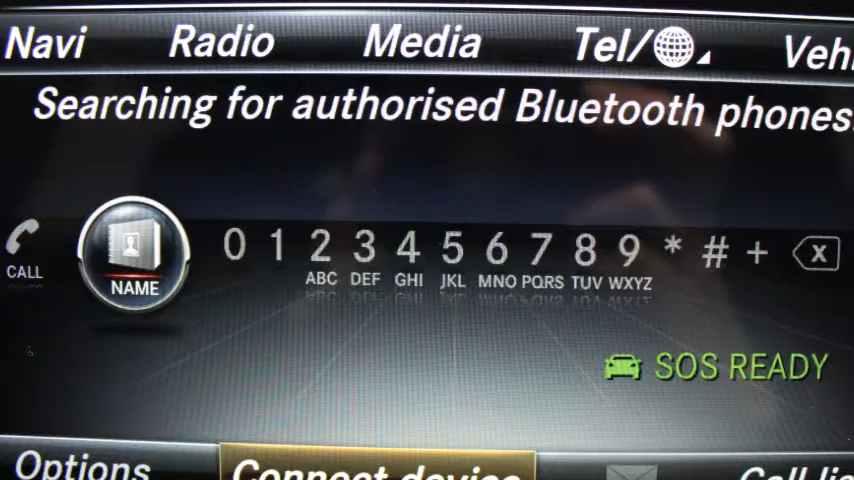 Navi Radio Media Tel/
Searching for authorised Bluetooth phones
CALL NAME 0 1 2 3 4 5 6 7 8 9 * # + X
ABC DEF GHI JKL MNO PQRS TUV WXYZ
SOS READY
Options Connect device Call